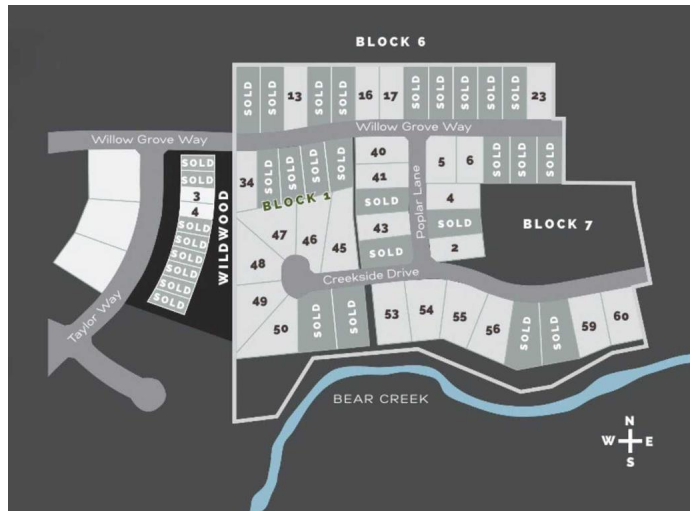 BLOCK 6
SOLD
SOLD
13
SOLD
SOLD
16
17
SOLD
SOLD
SOLD
SOLD
SOLD
23
Willow Grove Way
Willow Grove Way
34
SOLD
SOLD
SOLD
SOLD
BLOCK 1
40
41
SOLD
43
SOLD
Poplar Lane
5
6
SOLD
SOLD
SOLD
4
SOLD
2
BLOCK 7
SOLD
SOLD
3
4
SOLD
SOLD
SOLD
SOLD
SOLD
SOLD
WILDWOOD
Taylor Way
47
46
45
48
49
50
SOLD
SOLD
Creekside Drive
53
54
55
56
SOLD
SOLD
59
60
BEAR CREEK
N
W
E
S